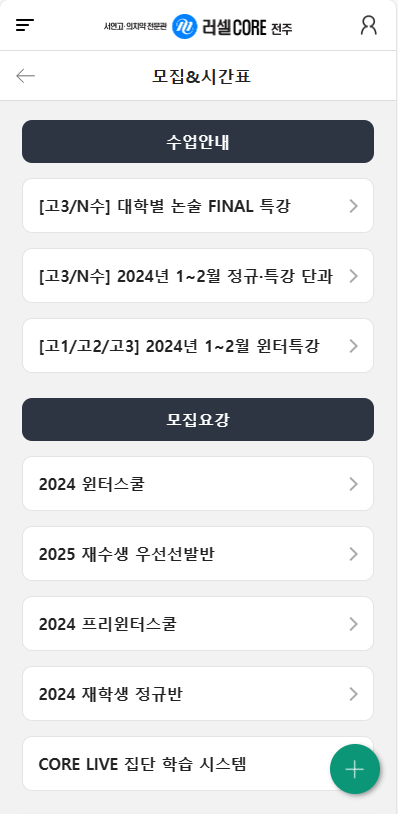 서연고·의치약 전문관 러셀CORE 전주
모집&시간표
수업안내
[고3/N수] 대학별 논술 FINAL 특강
[고3/N수] 2024년 1~2월 정규·특강 단과
[고1/고2/고3] 2024년 1~2월 윈터특강
모집요강
2024 윈터스쿨
2025 재수생 우선선발반
2024 프리윈터스쿨
2024 재학생 정규반
CORE LIVE 집단 학습 시스템